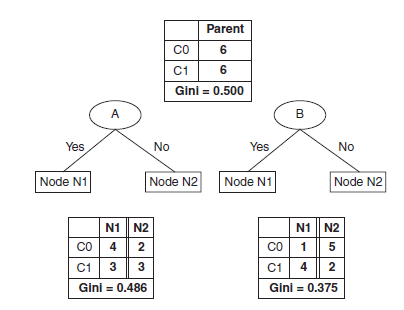 Parent
C0 6
C1 6
Gini = 0.500
A B
Yes No Yes No
Node N1 Node N2 Node N1 Node N2
N1 N2 N1 N2
C0 4 2 C0 1 5
C1 3 3 C1 4 2
Gini = 0.486 Gini = 0.375